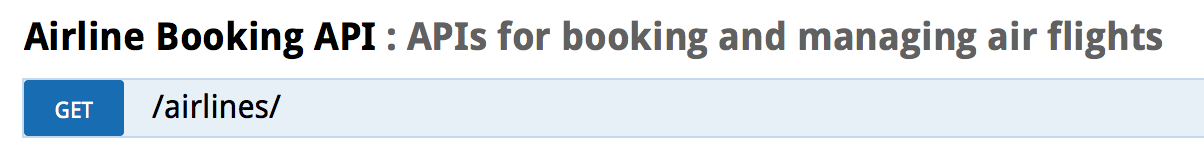 Airline Booking API : APIs for booking and managing air flights
GET /airlines/